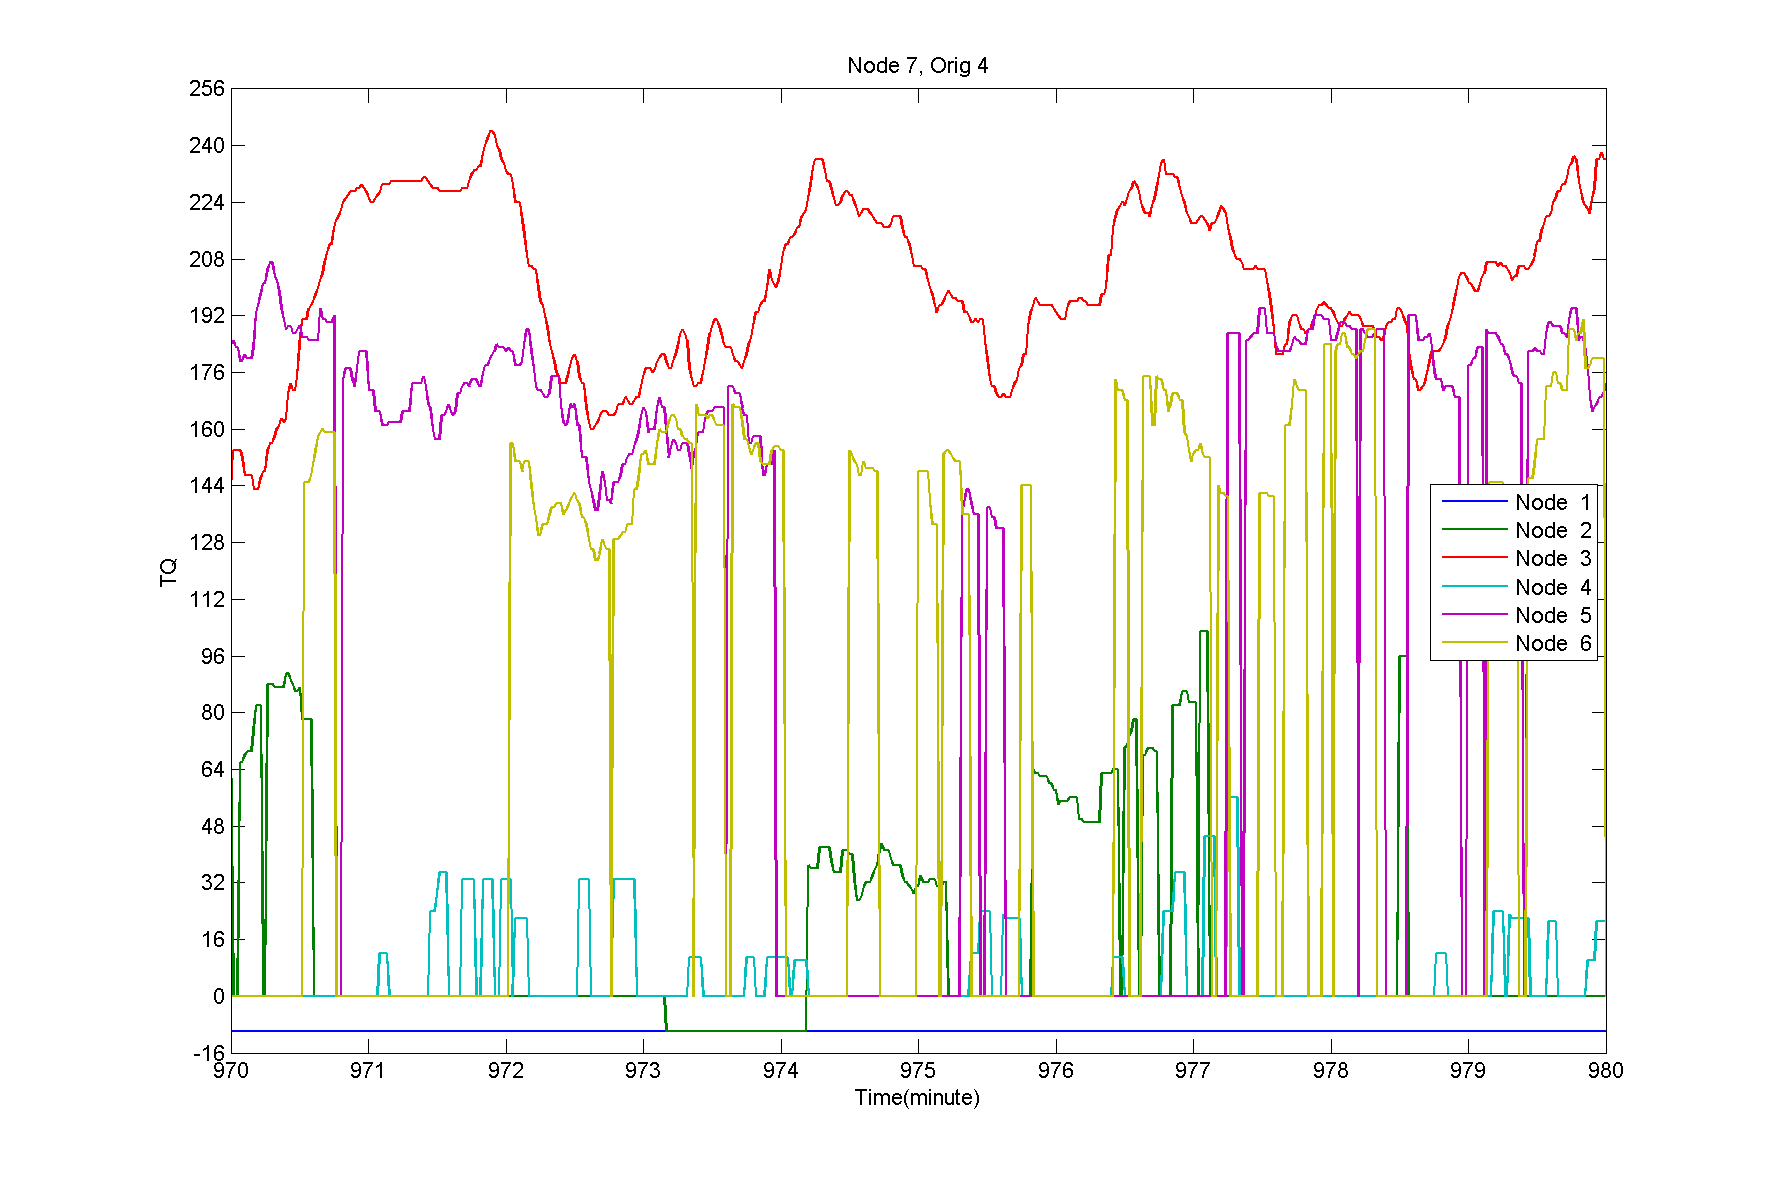 Node 7, Orig 4
256
240
224
208
192
176
160
144
128
112
96
80
64
48
32
16
0
-16
TQ
970 971 972 973 974 975 976 977 978 979 980
Time(minute)
Node 1
Node 2
Node 3
Node 4
Node 5
Node 6